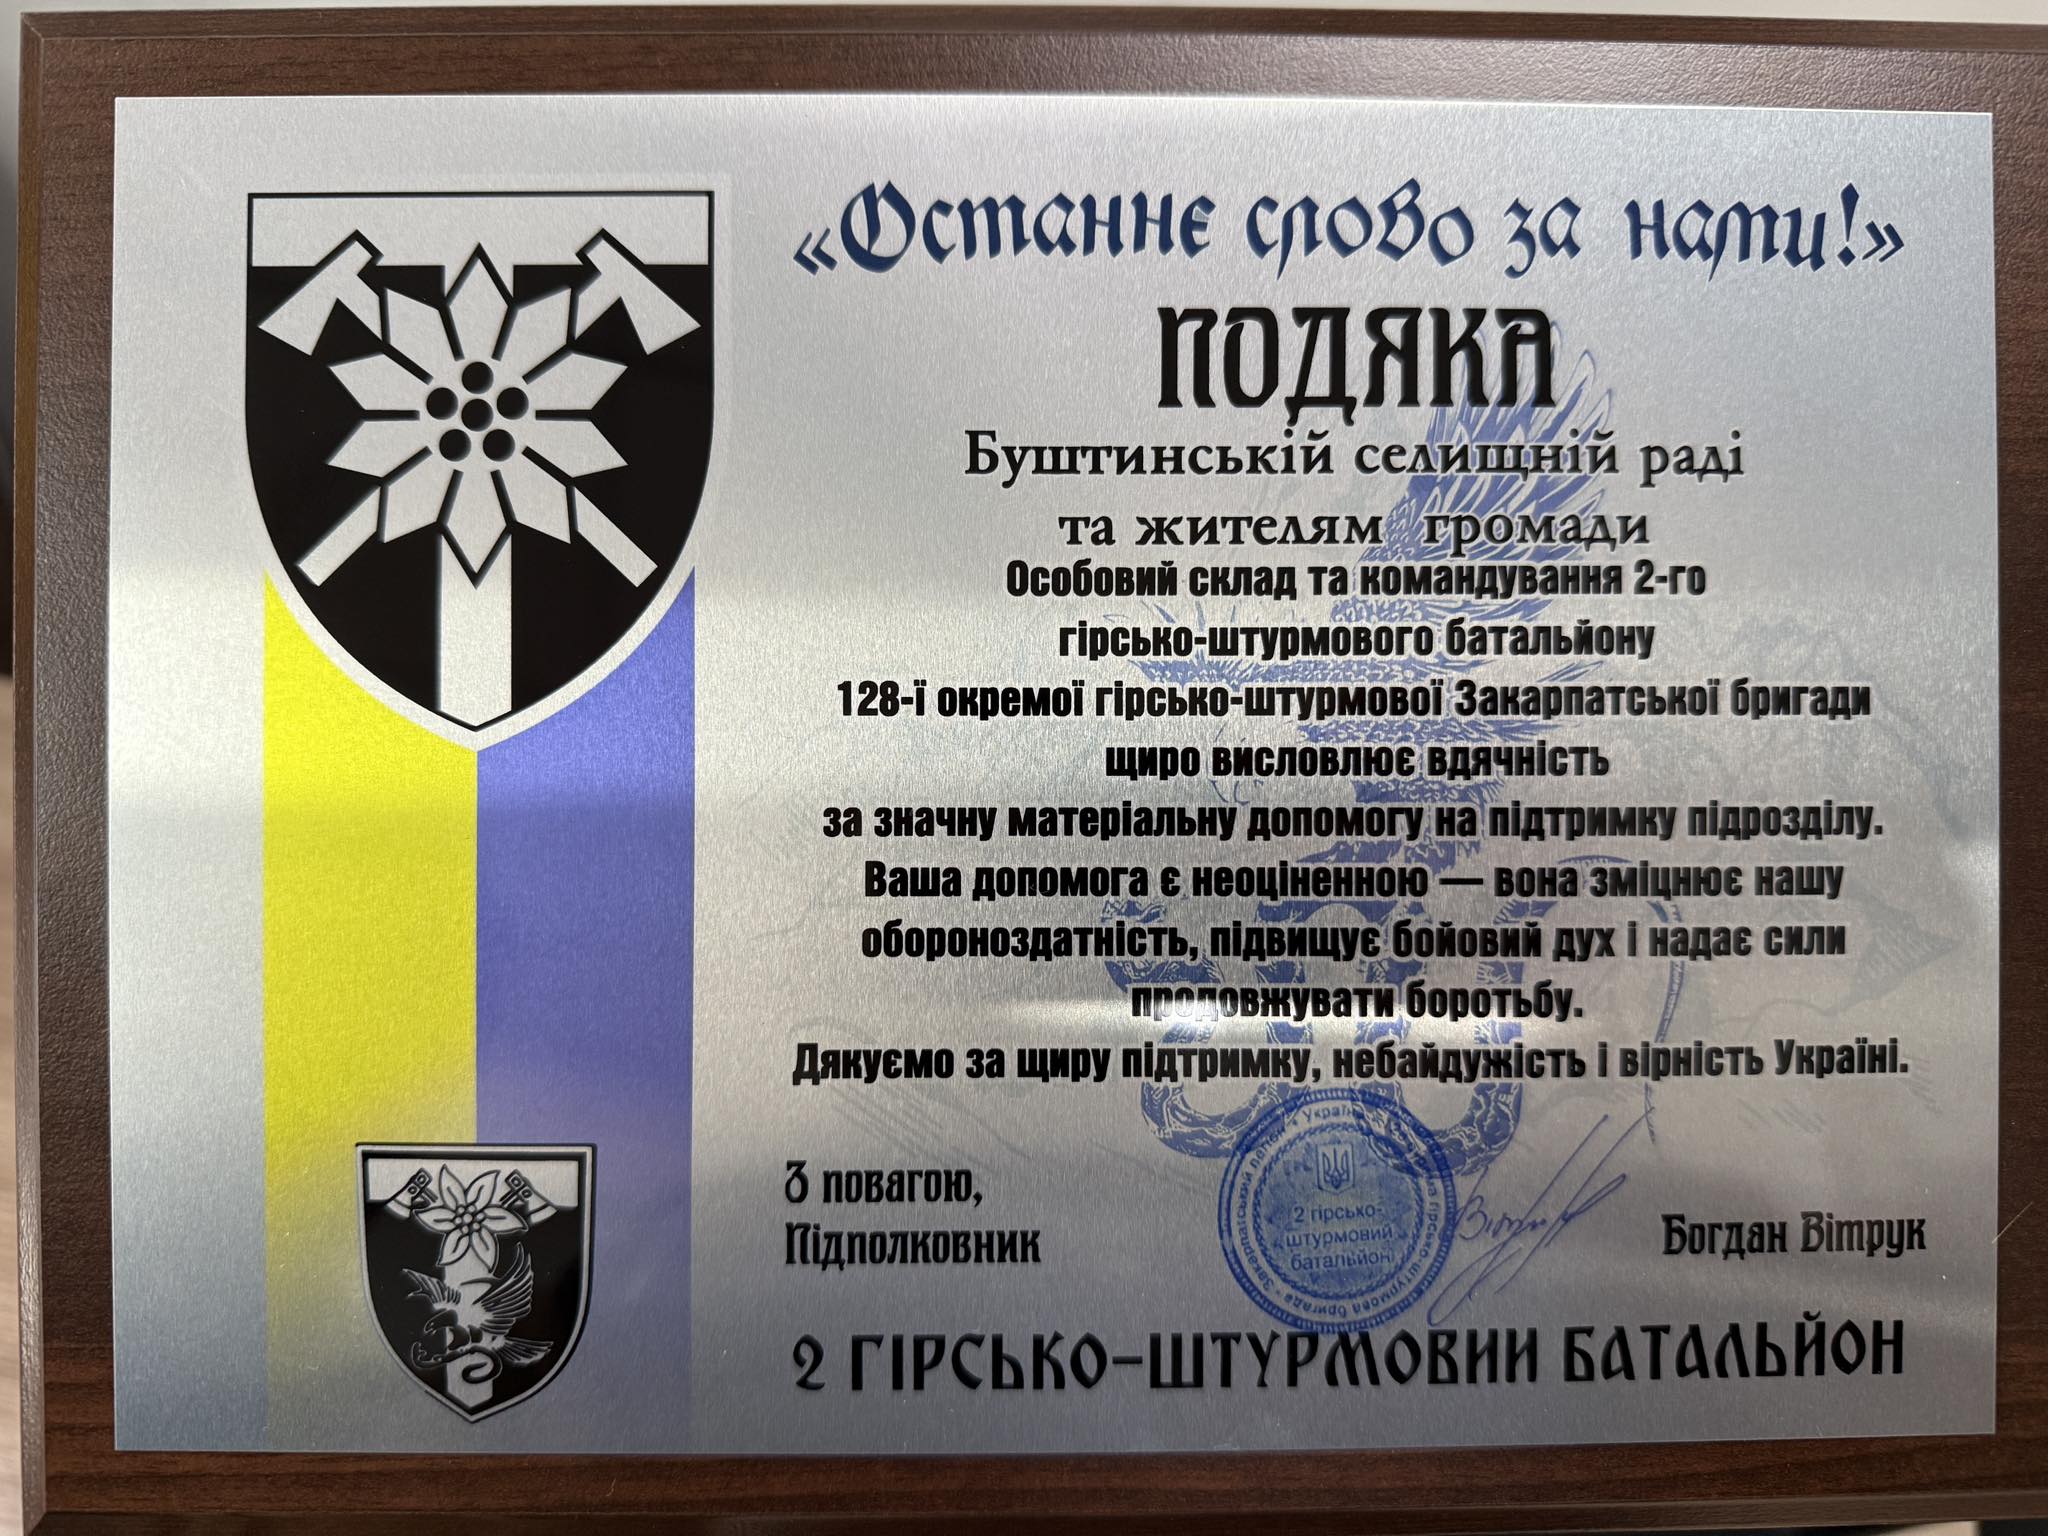 «Останнє слово за нами!»
ПОДЯКА
Буштинській селищній раді
та жителям громади
Особовий склад та командування 2-го
гірсько-штурмового батальйону
128-ї окремої гірсько-штурмової Закарпатської бригади
щиро висловлює вдячність
за значну матеріальну допомогу на підтримку підрозділу.
Ваша допомога є неоціненною — вона зміцнює нашу
обороноздатність, підвищує бойовий дух і надає сили
продовжувати боротьбу.
Дякуємо за щиру підтримку, небайдужість і вірність Україні.
З повагою,
Підполковник
2 гірсько-
штурмовий
батальйон
Богдан Вітрук
2 ГІРСЬКО-ШТУРМОВИЙ БАТАЛЬЙОН